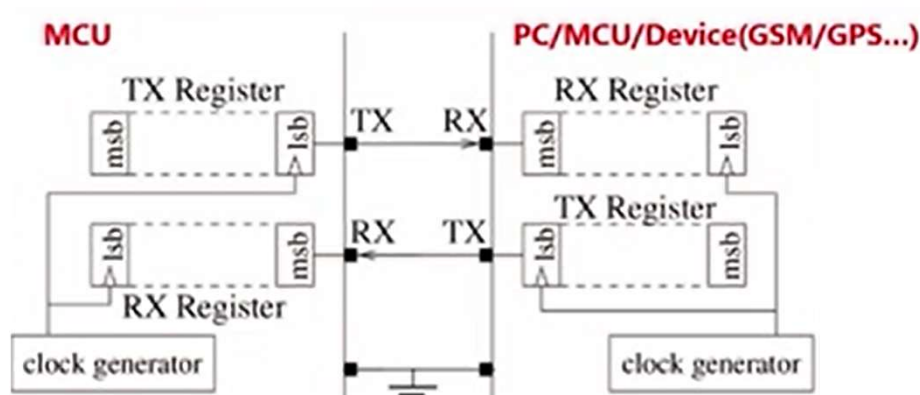 MCU
PC/MCU/Device(GSM/GPS...)
TX Register
RX Register
msb
lsb
TX
RX
msb
lsb
TX Register
lsb
msb
RX
TX
lsb
msb
RX Register
clock generator
clock generator